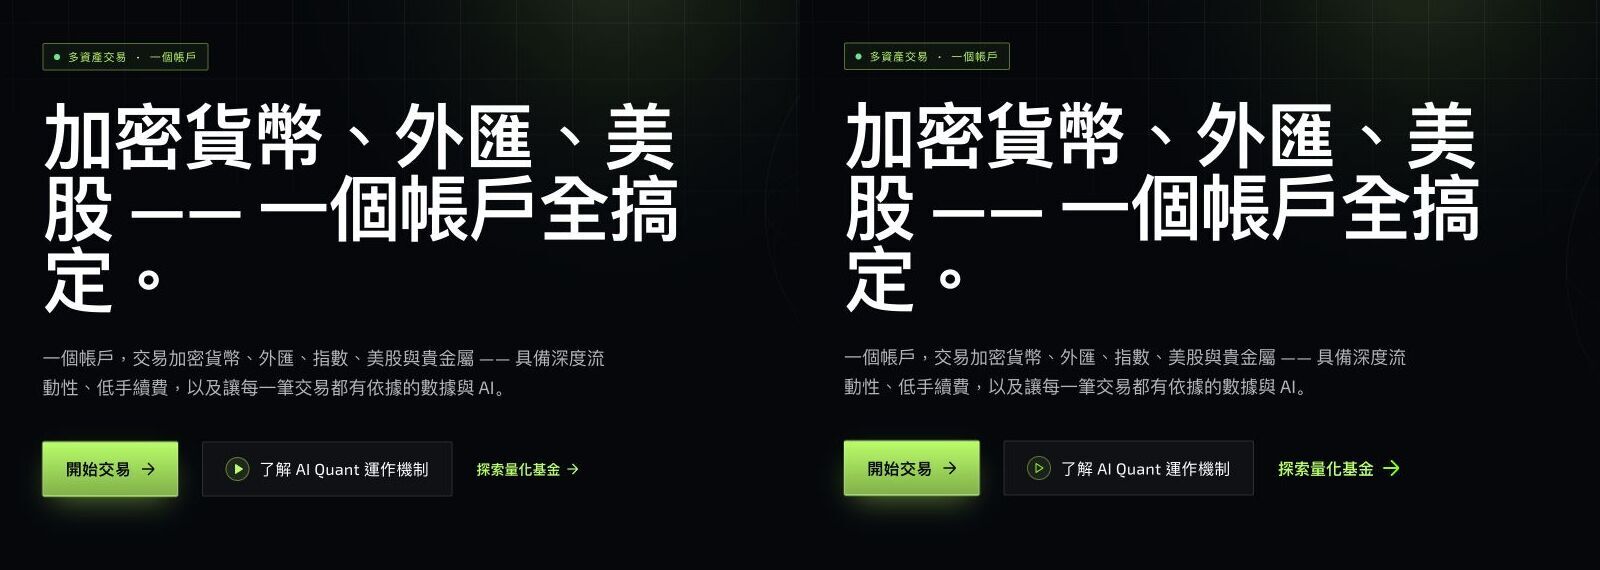 多資產交易 · 一個帳戶
加密貨幣、外匯、美
股 —— 一個帳戶全搞
定。
一個帳戶，交易加密貨幣、外匯、指數、美股與貴金屬 —— 具備深度流
動性、低手續費，以及讓每一筆交易都有依據的數據與 AI。
開始交易 →
了解 AI Quant 運作機制
探索量化基金 →
多資產交易 · 一個帳戶
加密貨幣、外匯、美
股 —— 一個帳戶全搞
定。
一個帳戶，交易加密貨幣、外匯、指數、美股與貴金屬 —— 具備深度流
動性、低手續費，以及讓每一筆交易都有依據的數據與 AI。
開始交易 →
了解 AI Quant 運作機制
探索量化基金 →